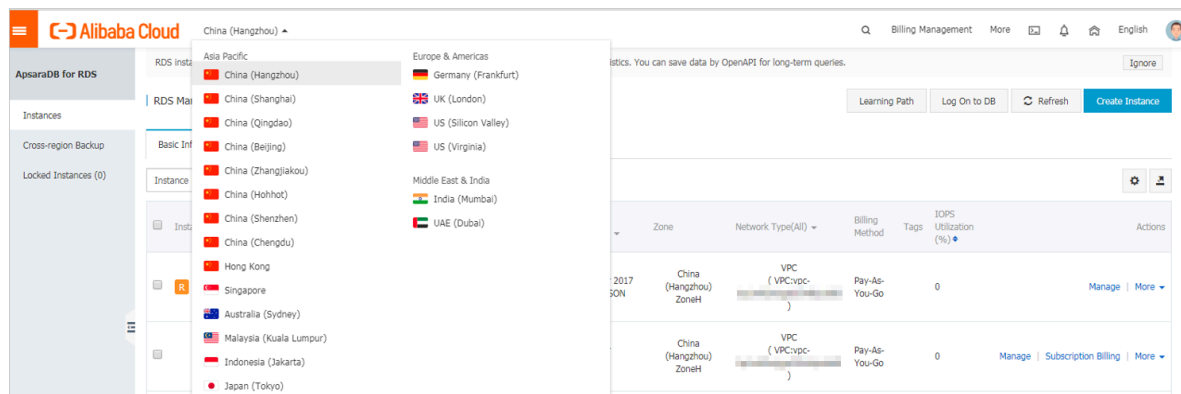 Alibaba Cloud
China (Hangzhou)
Billing Management
More
English
ApsaraDB for RDS
Instances
Cross-region Backup
Locked Instances (0)
Asia Pacific
China (Hangzhou)
China (Shanghai)
China (Qingdao)
China (Beijing)
China (Zhangjiakou)
China (Hohhot)
China (Shenzhen)
China (Chengdu)
Hong Kong
Singapore
Australia (Sydney)
Malaysia (Kuala Lumpur)
Indonesia (Jakarta)
Japan (Tokyo)
Europe & Americas
Germany (Frankfurt)
UK (London)
US (Silicon Valley)
US (Virginia)
Middle East & India
India (Mumbai)
UAE (Dubai)
RDS insta
istics. You can save data by OpenAPI for long-term queries.
Ignore
RDS Mar
Learning Path
Log On to DB
Refresh
Create Instance
Basic Inf
Instance
Insta
Zone
Network Type(All)
Billing
Method
Tags
IOPS
Utilization
(%)
Actions
R
2017
SON
China
(Hangzhou)
ZoneH
VPC
( VPC:vpc-
)
Pay-As-
You-Go
0
Manage | More
China
(Hangzhou)
ZoneH
VPC
( VPC:vpc-
)
Pay-As-
You-Go
0
Manage | Subscription Billing | More